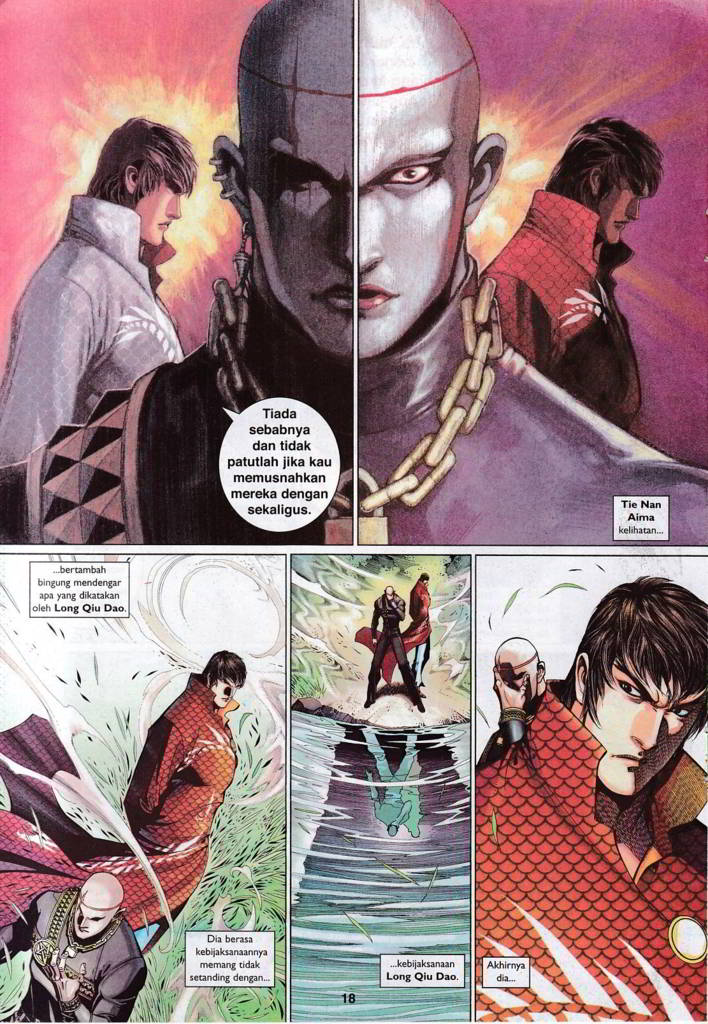 Tiada
sebabnya
dan tidak
patutlah jika kau
memusnahkan
mereka dengan
sekaligus.
Tie Nan
Aima
kelihatan...
...bertambah
bingung mendengar
apa yang dikatakan
oleh Long Qiu Dao.
Dia berasa
kebijaksanaannya
memang tidak
setanding dengan...
...kebijaksanaan
Long Qiu Dao.
Akhirnya
dia...
18